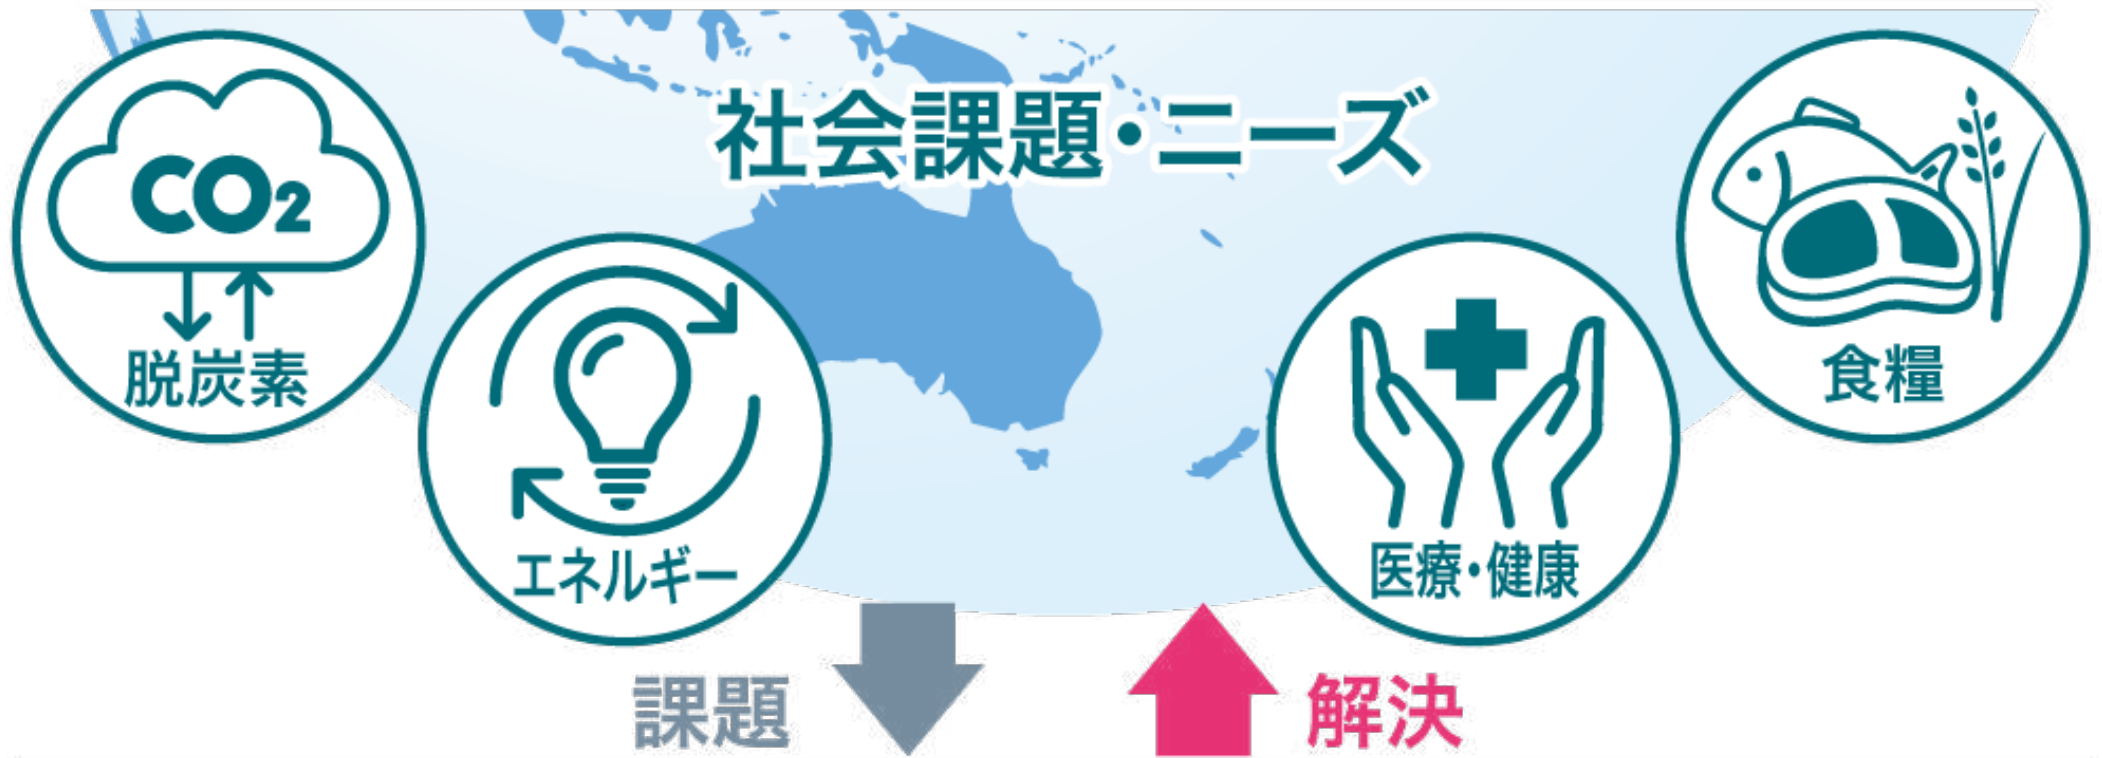 社会課題・ニーズ
CO2
脱炭素
エネルギー
医療・健康
食糧
課題
解決